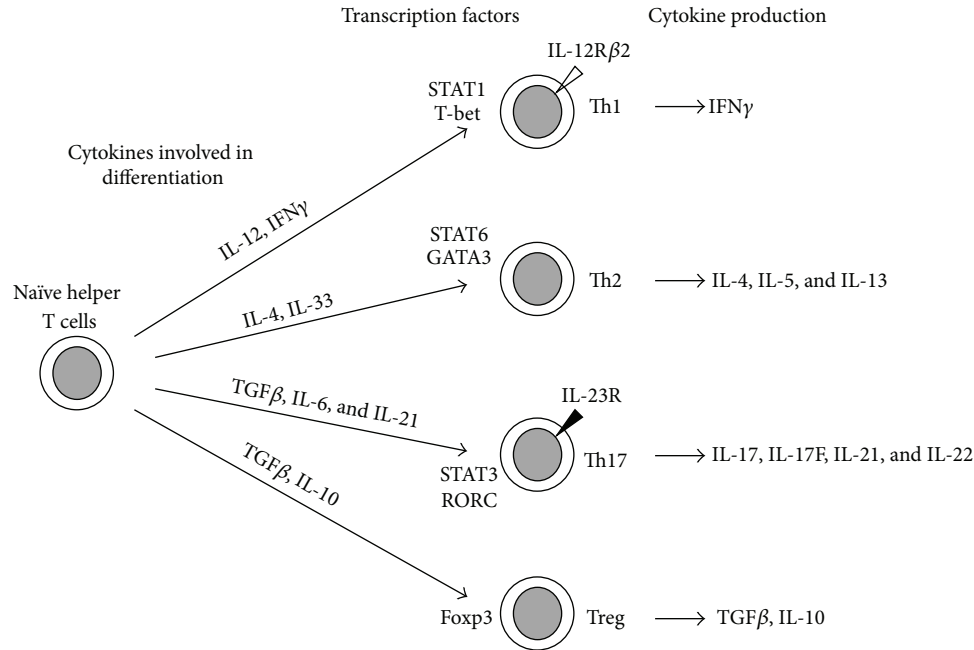 Transcription factors
Cytokine production
Cytokines involved in
differentiation
Naïve helper
T cells
IL-12, IFNγ
STAT1
T-bet
IL-12Rβ2
Th1
IFNγ
IL-4, IL-33
STAT6
GATA3
Th2
IL-4, IL-5, and IL-13
TGFβ, IL-6, and IL-21
STAT3
RORC
IL-23R
Th17
IL-17, IL-17F, IL-21, and IL-22
TGFβ, IL-10
Foxp3
Treg
TGFβ, IL-10